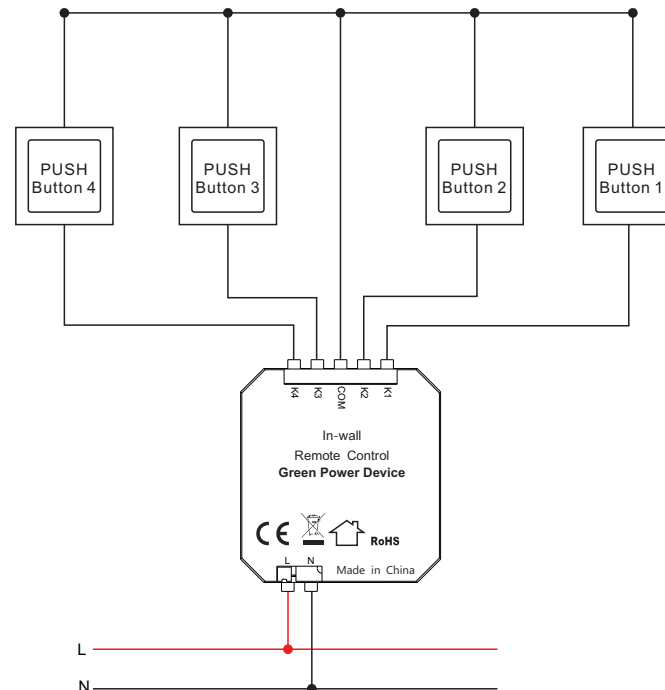 PUSH
Button 4
PUSH
Button 3
PUSH
Button 2
PUSH
Button 1
K4
K3
COM
K2
K1
In-wall
Remote Control
Green Power Device
CE
RoHS
L N
Made in China
L
N